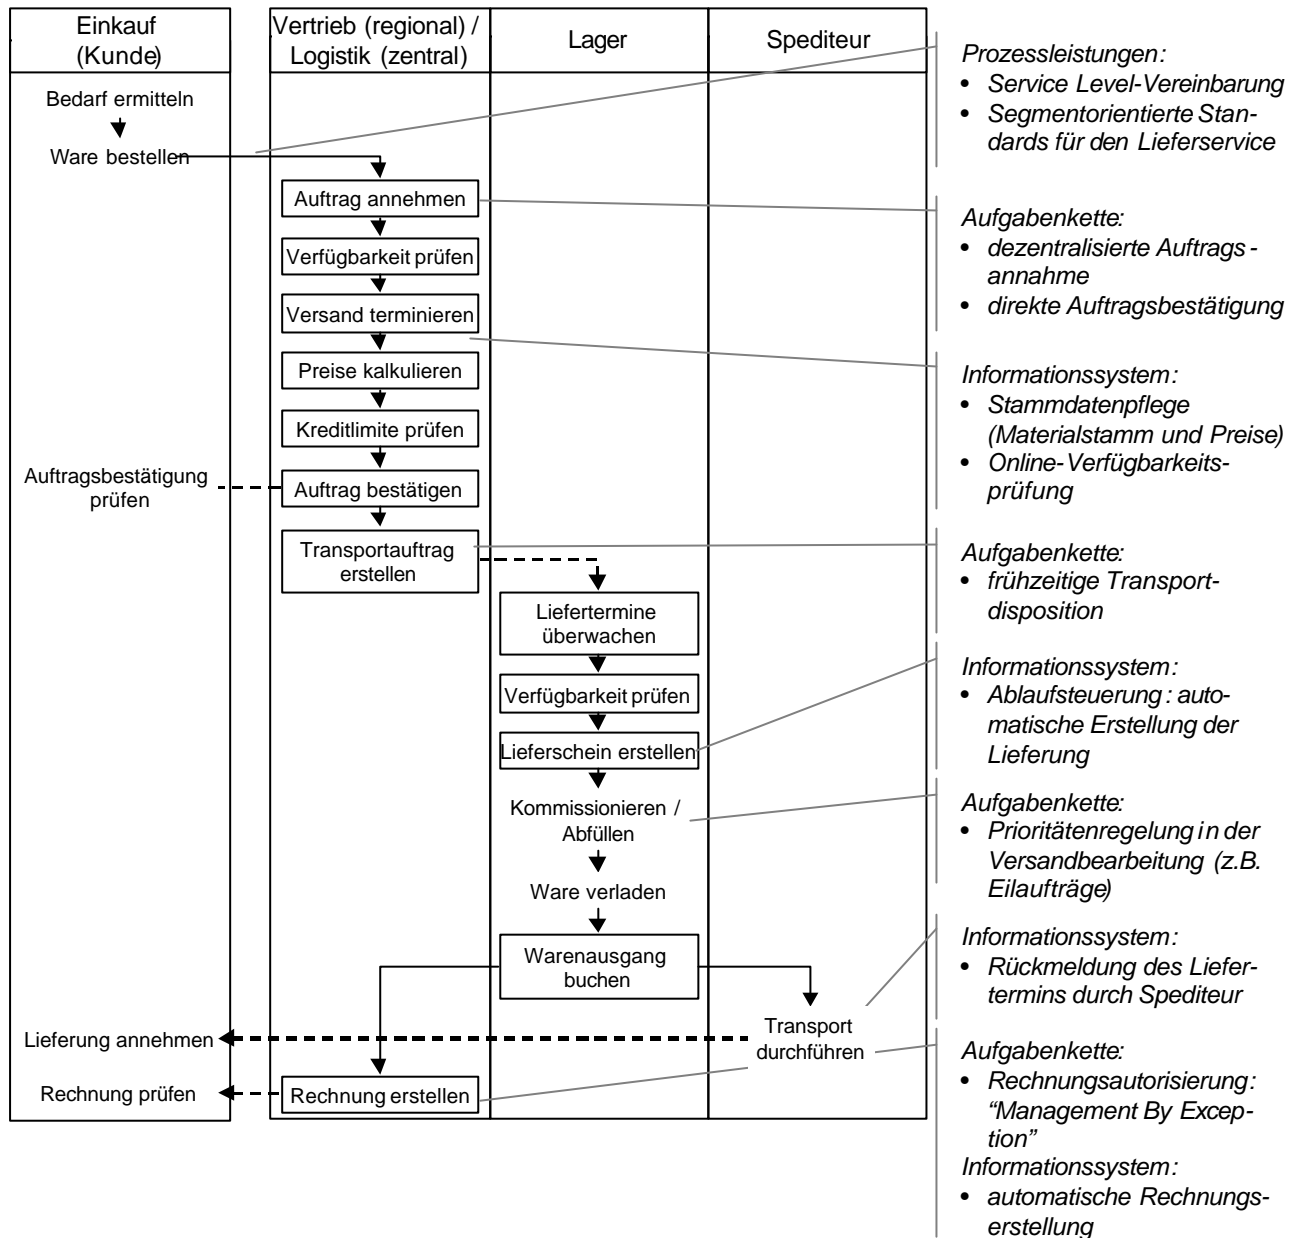 Einkauf
(Kunde)
Vertrieb (regional) /
Logistik (zentral)
Lager
Spediteur
Bedarf ermitteln
Ware bestellen
Auftrag annehmen
Verfügbarkeit prüfen
Versand terminieren
Preise kalkulieren
Kreditlimite prüfen
Auftragsbestätigung
prüfen
Auftrag bestätigen
Transportauftrag
erstellen
Liefertermine
überwachen
Verfügbarkeit prüfen
Lieferschein erstellen
Kommissionieren /
Abfüllen
Ware verladen
Warenausgang
buchen
Transport
durchführen
Lieferung annehmen
Rechnung prüfen
Rechnung erstellen
Prozessleistungen:
• Service Level-Vereinbarung
• Segmentorientierte Stan-
dards für den Lieferservice
Aufgabenkette:
• dezentralisierte Auftrags-
annahme
• direkte Auftragsbestätigung
Informationssystem:
• Stammdatenpflege
(Materialstamm und Preise)
• Online-Verfügbarkeits-
prüfung
Aufgabenkette:
• frühzeitige Transport-
disposition
Informationssystem:
• Ablaufsteuerung: auto-
matische Erstellung der
Lieferung
Aufgabenkette:
• Prioritätenregelung in der
Versandbearbeitung (z.B.
Eilaufträge)
Informationssystem:
• Rückmeldung des Liefer-
termins durch Spediteur
Aufgabenkette:
• Rechnungsautorisierung:
“Management By Excep-
tion”
Informationssystem:
• automatische Rechnungs-
erstellung